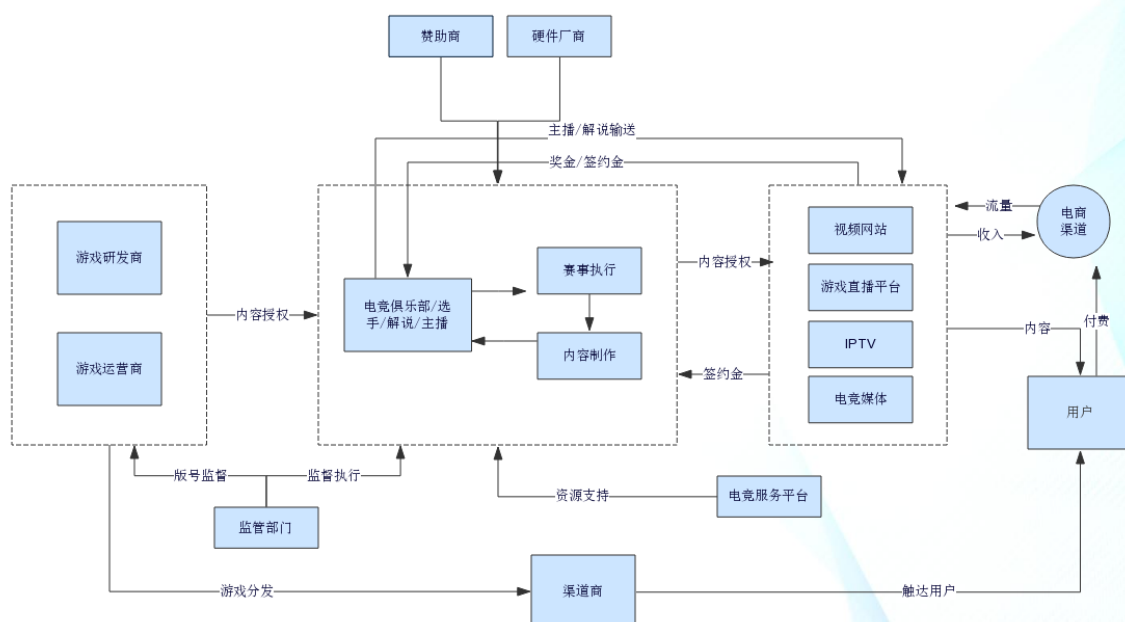 赞助商
硬件厂商
主播/解说输送
奖金/签约金
游戏研发商
游戏运营商
内容授权
电竞俱乐部/选
手/解说/主播
赛事执行
内容制作
内容授权
签约金
视频网站
游戏直播平台
IPTV
电竞媒体
流量
收入
电商
渠道
内容
付费
用户
版号监督
监督执行
监管部门
资源支持
电竞服务平台
游戏分发
渠道商
触达用户